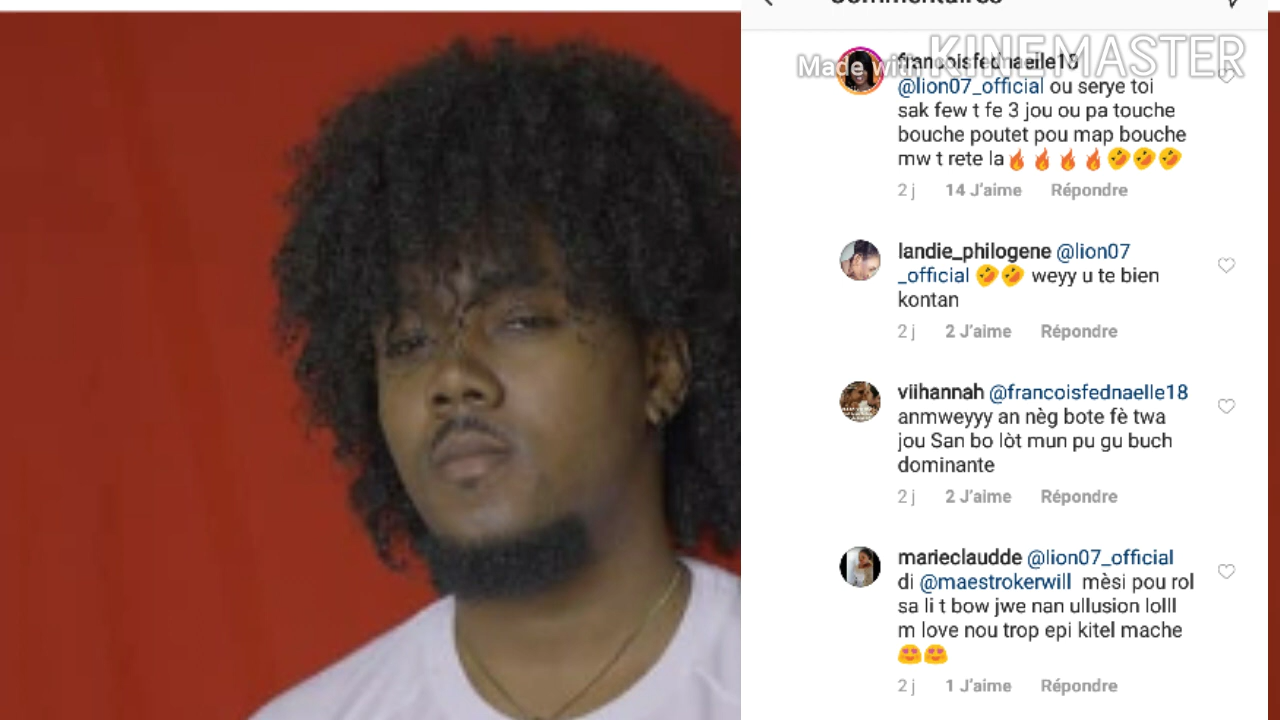 Commentaires
Made with KINEMASTER
francoisfednaelle18
@lion07_official ou serye toi
sak few t fe 3 jou ou pa touche
bouche poutet pou map bouche
mw t rete la🔥🔥🔥🔥🤣🤣🤣
2 j 14 J'aime Répondre
landie_philogene @lion07
_official 🤣🤣 weyy u te bien
kontan
2 j 2 J'aime Répondre
viihannah @francoisfednaelle18
anmweyyy an nèg bote fè twa
jou San bo lòt mun pu gu buch
dominante
2 j 2 J'aime Répondre
marieclaudde @lion07_official
di @maestrokerwill mèsi pou rol
sa li t bow jwe nan ullusion lolll
m love nou trop epi kitel mache
😍😍
2 j 1 J'aime Répondre